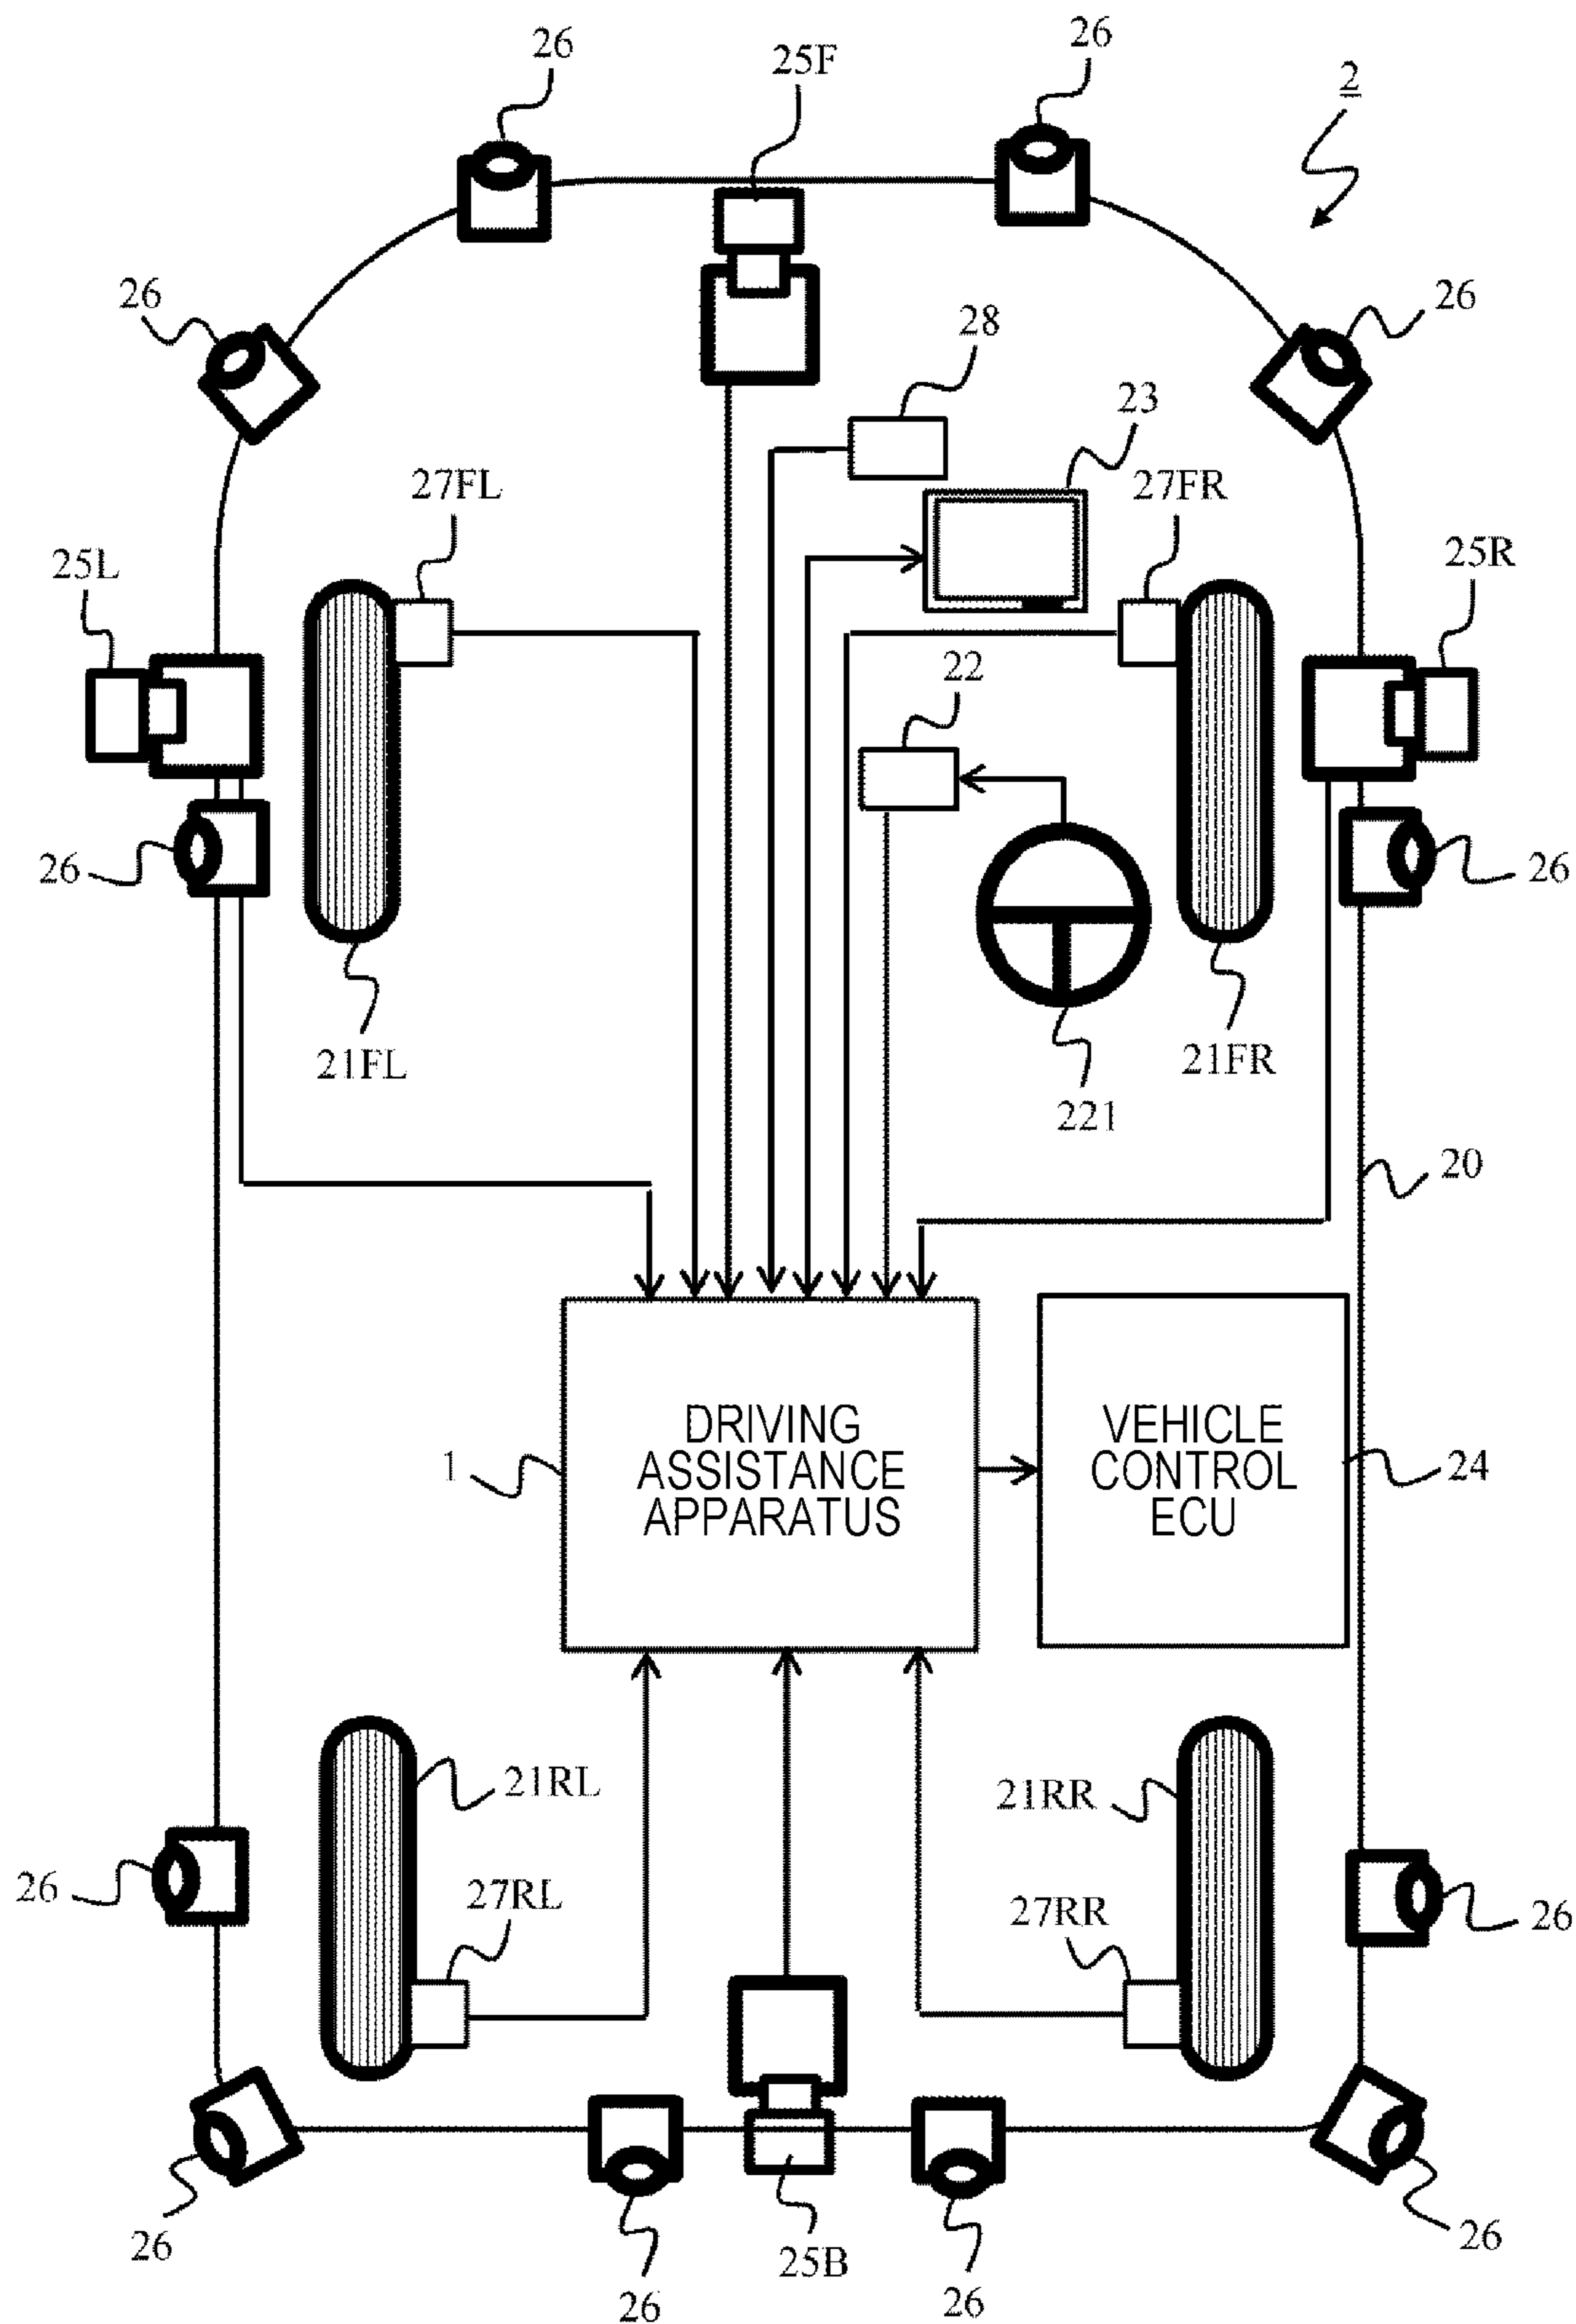 26
25F
26
2
26
26
28
23
27FL
27FR
25L
25R
22
26
26
21FL
21FR
221
20
DRIVING
ASSISTANCE
APPARATUS
VEHICLE
CONTROL
ECU
1
24
21RL
21RR
26
27RL
27RR
26
26
26
25B
26
26